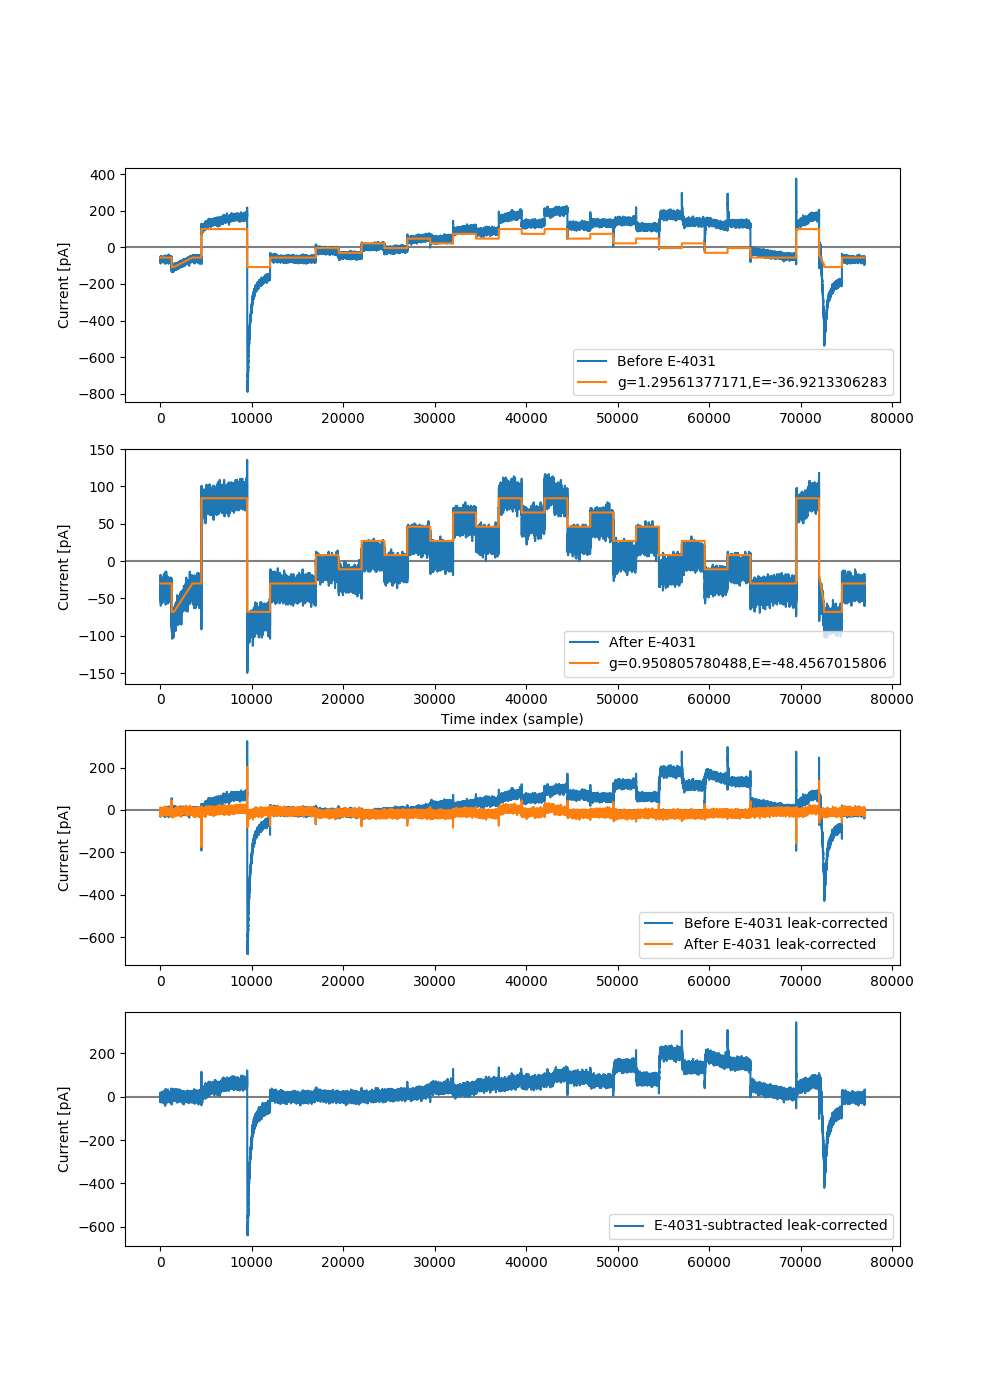 400
200
0
−200
−400
−600
−800
Current [pA]
Before E-4031
g=1.29561377171,E=-36.9213306283
0 10000 20000 30000 40000 50000 60000 70000 80000
150
100
50
0
−50
−100
−150
Current [pA]
After E-4031
g=0.950805780488,E=-48.4567015806
0 10000 20000 30000 40000 50000 60000 70000 80000
Time index (sample)
200
0
−200
−400
−600
Current [pA]
Before E-4031 leak-corrected
After E-4031 leak-corrected
0 10000 20000 30000 40000 50000 60000 70000 80000
200
0
−200
−400
−600
Current [pA]
E-4031-subtracted leak-corrected
0 10000 20000 30000 40000 50000 60000 70000 80000